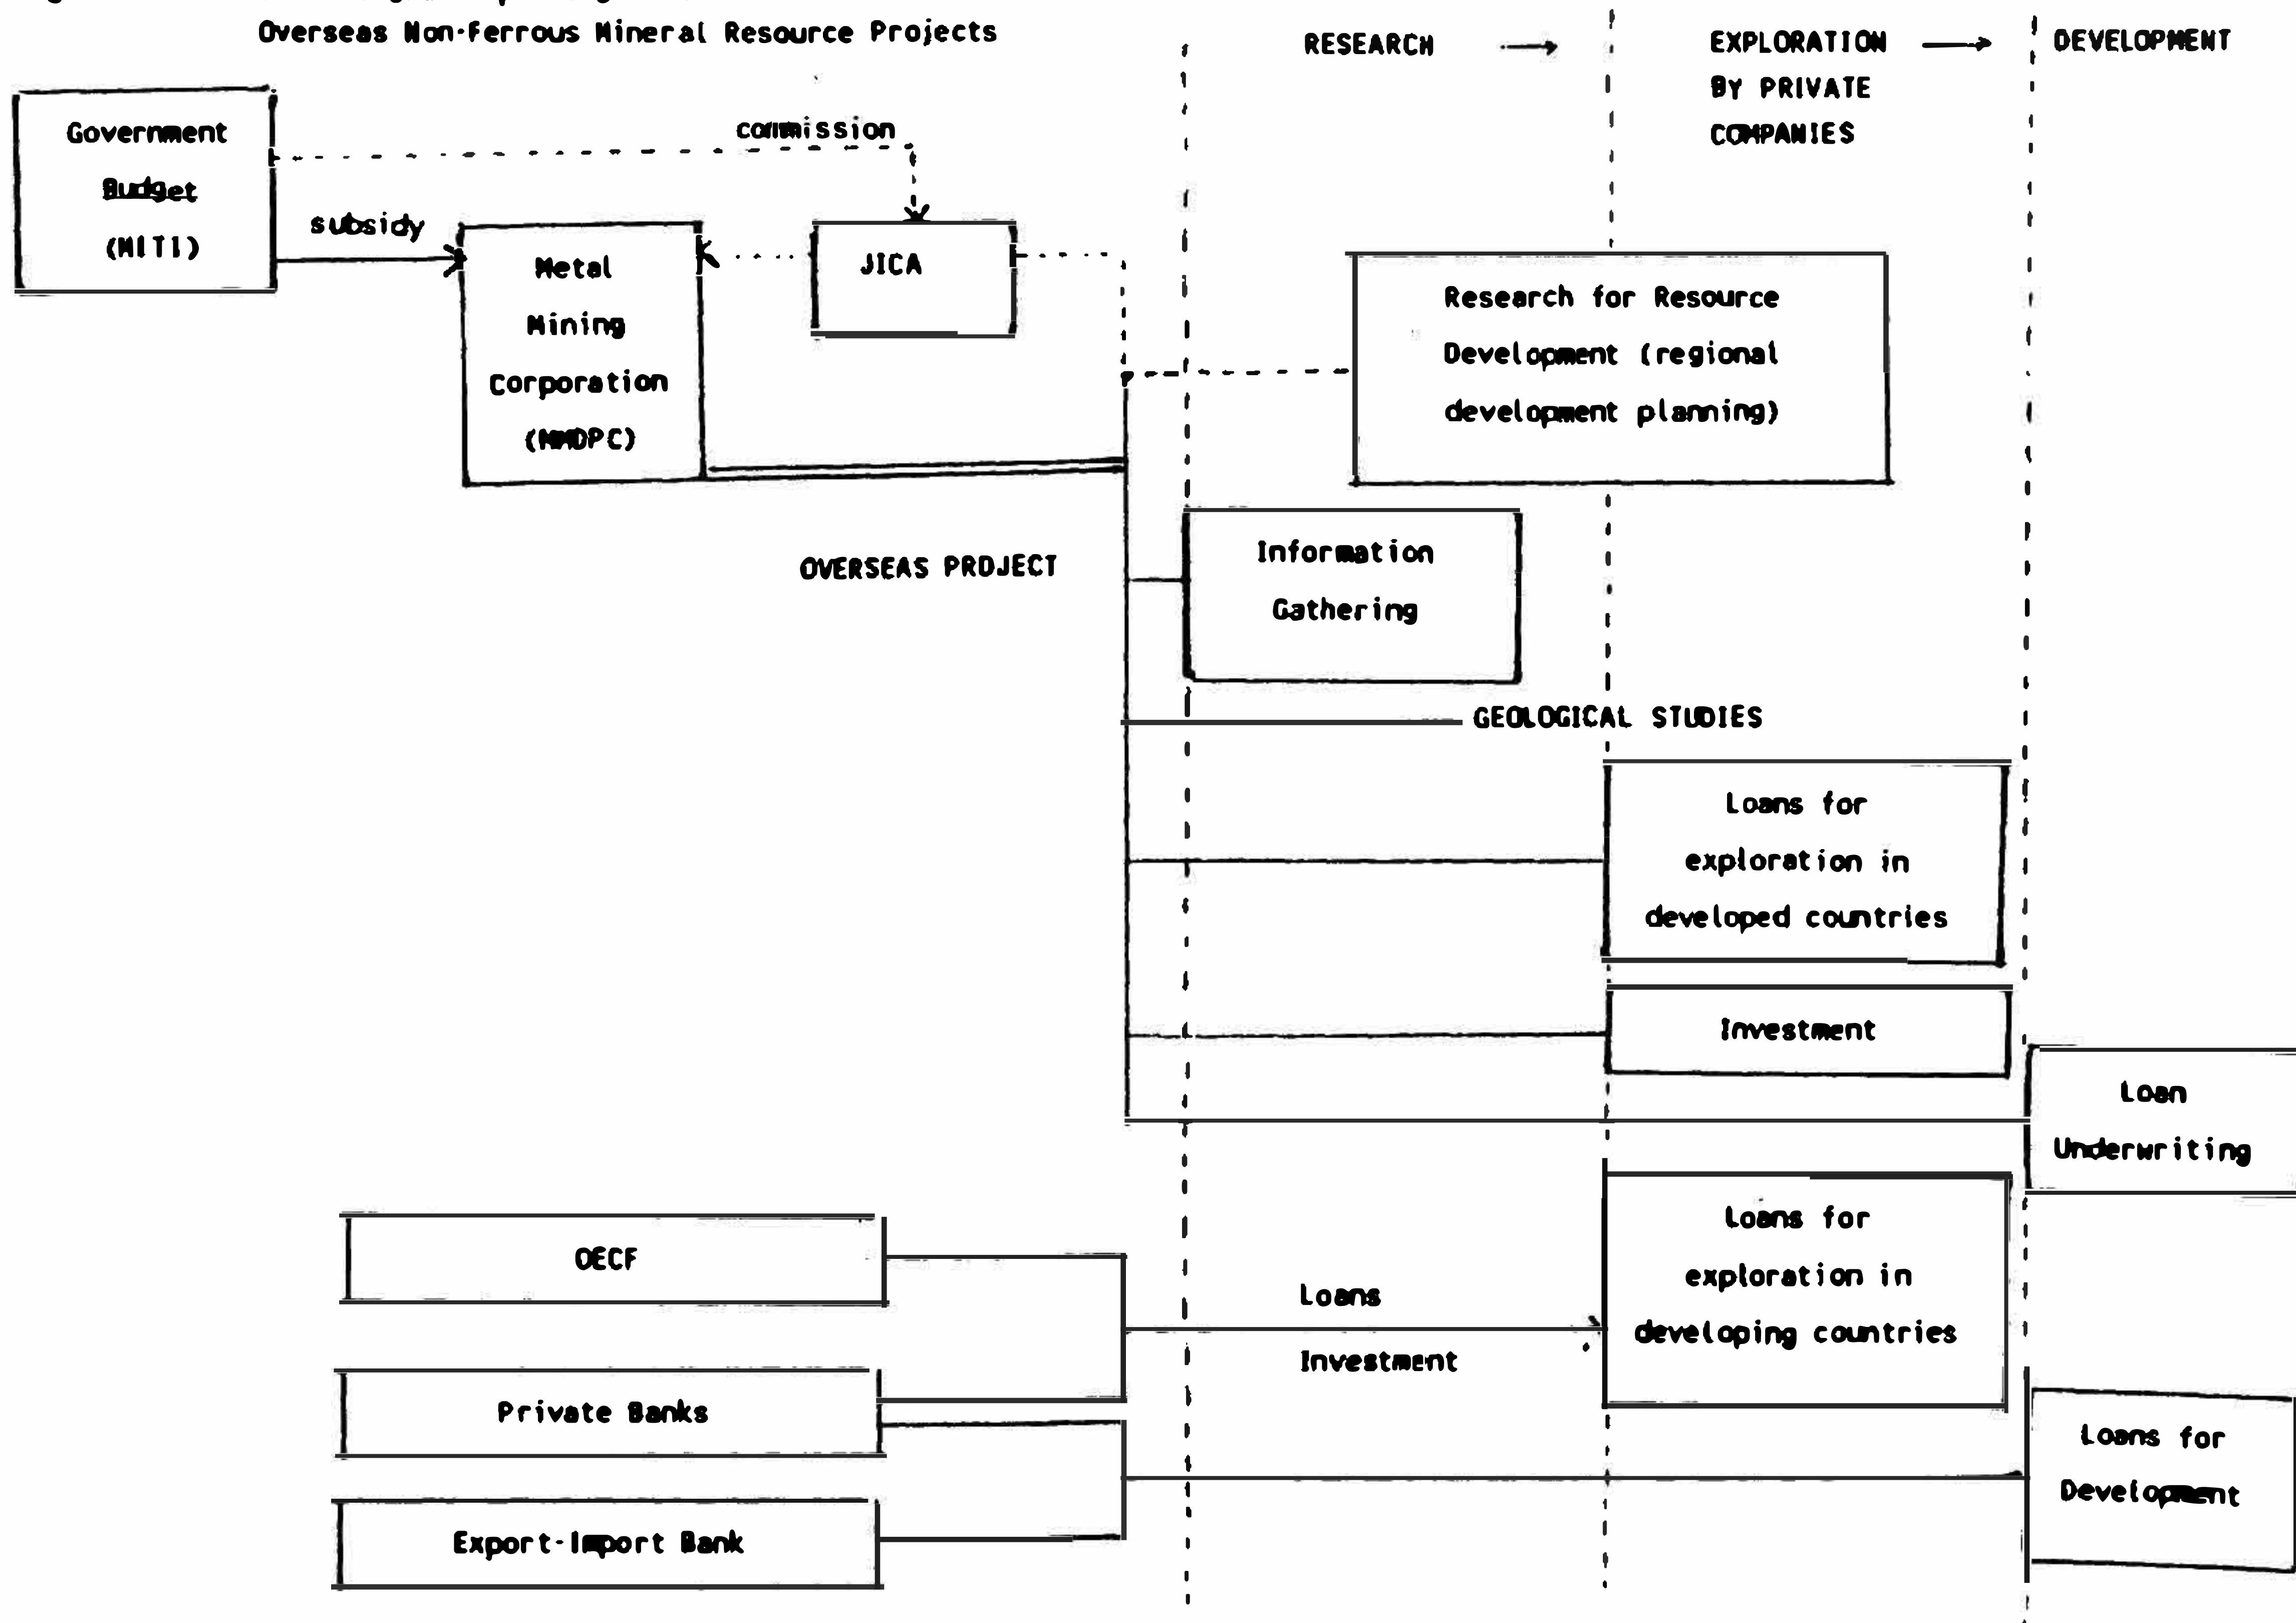 Overseas Non-Ferrous Mineral Resource Projects
RESEARCH
EXPLORATION
BY PRIVATE
COMPANIES
DEVELOPMENT
Government
Budget
(MITI)
commission
subsidy
Metal
Mining
Corporation
(MMDPC)
JICA
Research for Resource
Development (regional
development planning)
OVERSEAS PROJECT
Information
Gathering
GEOLOGICAL STUDIES
Loans for
exploration in
developed countries
Investment
Loan
Underwriting
OECF
Loans
Investment
Loans for
exploration in
developing countries
Private Banks
Loans for
Development
Export-Import Bank